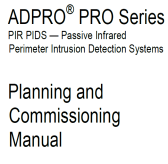 ADPRO® PRO Series
PIR PIDS — Passive Infrared
Perimeter Intrusion Detection Systems
Planning and
Commissioning
Manual